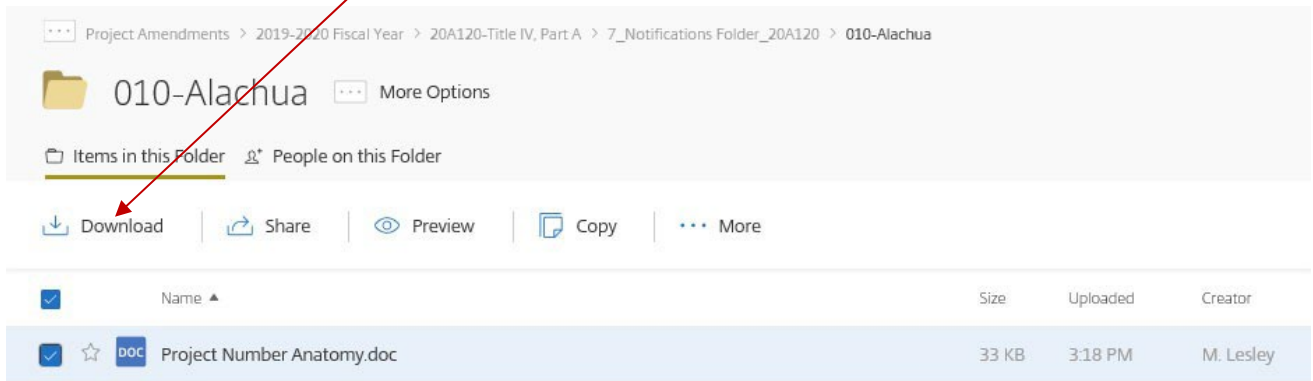 Project Amendments > 2019-2020 Fiscal Year > 20A120-Title IV, Part A > 7_Notifications Folder_20A120 > 010-Alachua
010-Alachua ··· More Options
Items in this Folder People on this Folder
Download Share Preview Copy ··· More
Name ▲ Size Uploaded Creator
DOC Project Number Anatomy.doc 33 KB 3:18 PM M. Lesley